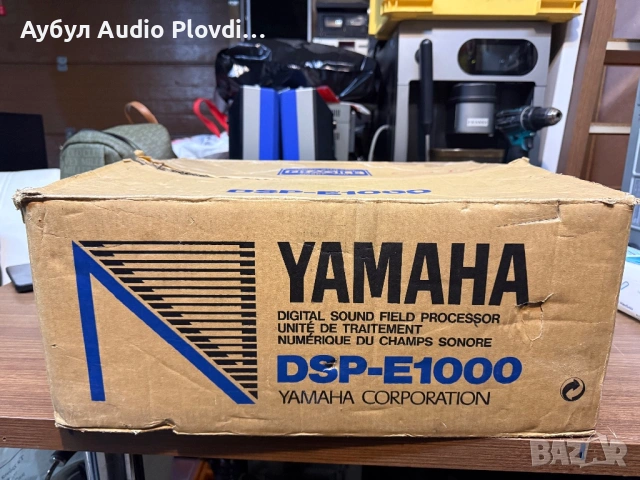 Аубул Audio Plovdi...
DSP-E1000
YAMAHA
DIGITAL SOUND FIELD PROCESSOR
UNITÉ DE TRAITEMENT
NUMÉRIQUE DU CHAMPS SONORE
DSP-E1000
YAMAHA CORPORATION
BAZAR